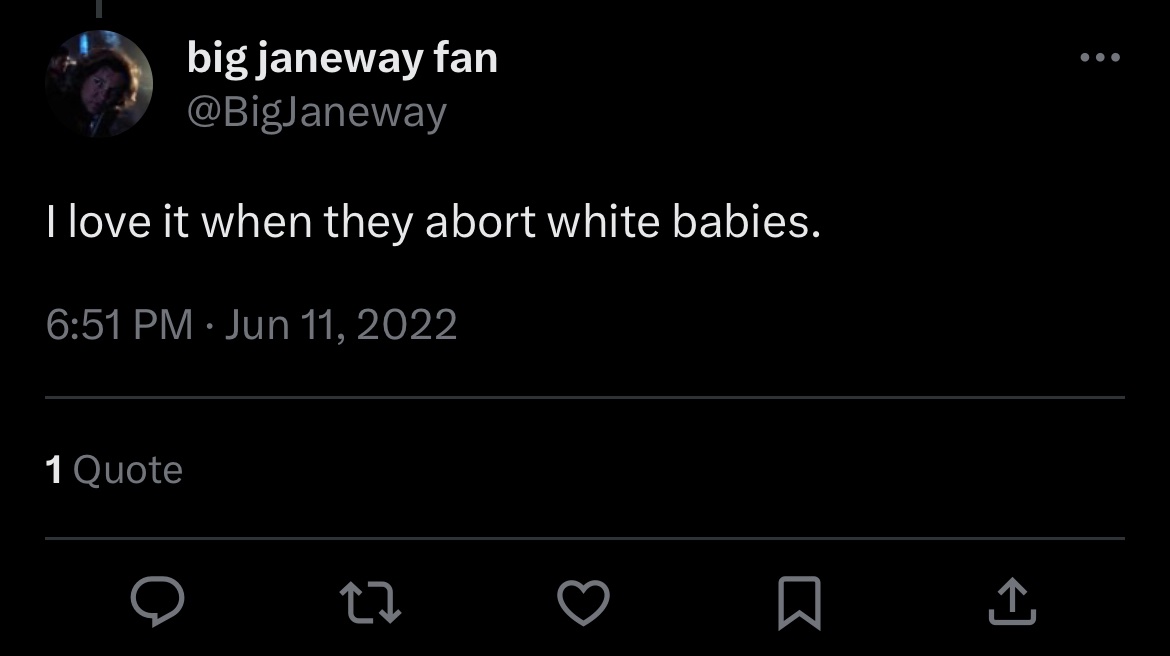 big janeway fan
@BigJaneway
I love it when they abort white babies.
6:51 PM · Jun 11, 2022
1 Quote